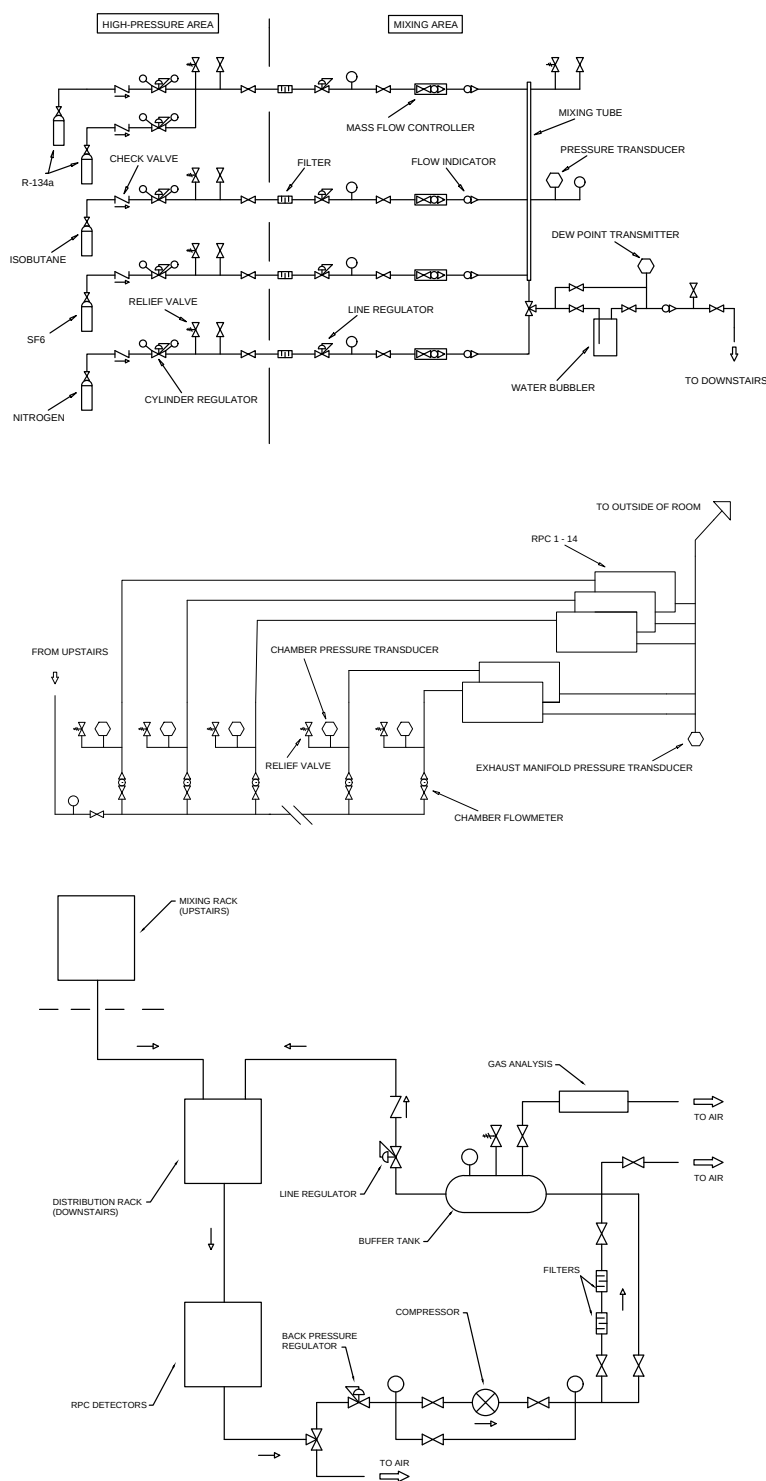 HIGH-PRESSURE AREA
MIXING AREA
MASS FLOW CONTROLLER
MIXING TUBE
PRESSURE TRANSDUCER
R-134a
CHECK VALVE
FILTER
FLOW INDICATOR
ISOBUTANE
DEW POINT TRANSMITTER
RELIEF VALVE
LINE REGULATOR
SF6
WATER BUBBLER
TO DOWNSTAIRS
CYLINDER REGULATOR
NITROGEN
TO OUTSIDE OF ROOM
RPC 1 - 14
FROM UPSTAIRS
CHAMBER PRESSURE TRANSDUCER
RELIEF VALVE
EXHAUST MANIFOLD PRESSURE TRANSDUCER
CHAMBER FLOWMETER
MIXING RACK
(UPSTAIRS)
GAS ANALYSIS
TO AIR
TO AIR
LINE REGULATOR
DISTRIBUTION RACK
(DOWNSTAIRS)
BUFFER TANK
FILTERS
COMPRESSOR
BACK PRESSURE
REGULATOR
RPC DETECTORS
TO AIR